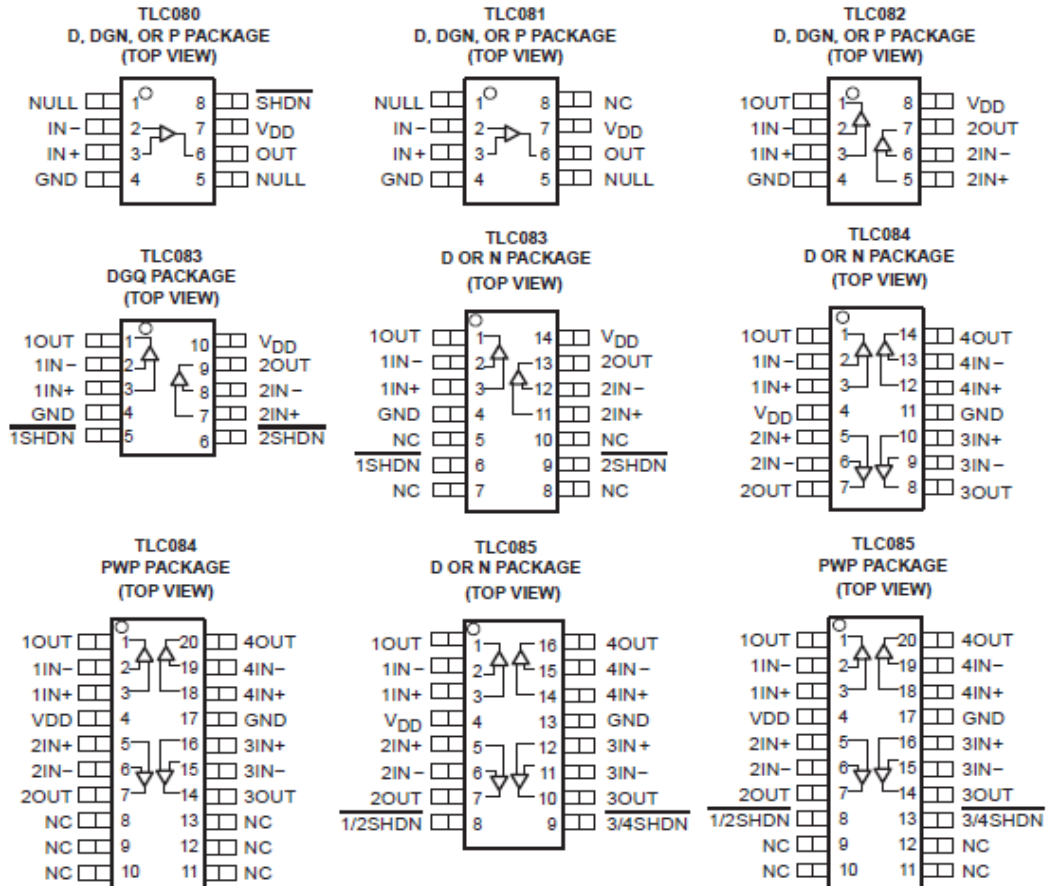 TLC080
D, DGN, OR P PACKAGE
(TOP VIEW)
NULL 1 8 SHDN
IN− 2 7 VDD
IN+ 3 6 OUT
GND 4 5 NULL
TLC081
D, DGN, OR P PACKAGE
(TOP VIEW)
NULL 1 8 NC
IN− 2 7 VDD
IN+ 3 6 OUT
GND 4 5 NULL
TLC082
D, DGN, OR P PACKAGE
(TOP VIEW)
1OUT 1 8 VDD
1IN− 2 7 2OUT
1IN+ 3 6 2IN−
GND 4 5 2IN+
TLC083
DGQ PACKAGE
(TOP VIEW)
1OUT 1 10 VDD
1IN− 2 9 2OUT
1IN+ 3 8 2IN−
GND 4 7 2IN+
1SHDN 5 6 2SHDN
TLC083
D OR N PACKAGE
(TOP VIEW)
1OUT 1 14 VDD
1IN− 2 13 2OUT
1IN+ 3 12 2IN−
GND 4 11 2IN+
NC 5 10 NC
1SHDN 6 9 2SHDN
NC 7 8 NC
TLC084
D OR N PACKAGE
(TOP VIEW)
1OUT 1 14 4OUT
1IN− 2 13 4IN−
1IN+ 3 12 4IN+
VDD 4 11 GND
2IN+ 5 10 3IN+
2IN− 6 9 3IN−
2OUT 7 8 3OUT
TLC084
PWP PACKAGE
(TOP VIEW)
1OUT 1 20 4OUT
1IN− 2 19 4IN−
1IN+ 3 18 4IN+
VDD 4 17 GND
2IN+ 5 16 3IN+
2IN− 6 15 3IN−
2OUT 7 14 3OUT
NC 8 13 NC
NC 9 12 NC
NC 10 11 NC
TLC085
D OR N PACKAGE
(TOP VIEW)
1OUT 1 16 4OUT
1IN− 2 15 4IN−
1IN+ 3 14 4IN+
VDD 4 13 GND
2IN+ 5 12 3IN+
2IN− 6 11 3IN−
2OUT 7 10 3OUT
1/2SHDN 8 9 3/4SHDN
TLC085
PWP PACKAGE
(TOP VIEW)
1OUT 1 20 4OUT
1IN− 2 19 4IN−
1IN+ 3 18 4IN+
VDD 4 17 GND
2IN+ 5 16 3IN+
2IN− 6 15 3IN−
2OUT 7 14 3OUT
1/2SHDN 8 13 3/4SHDN
NC 9 12 NC
NC 10 11 NC